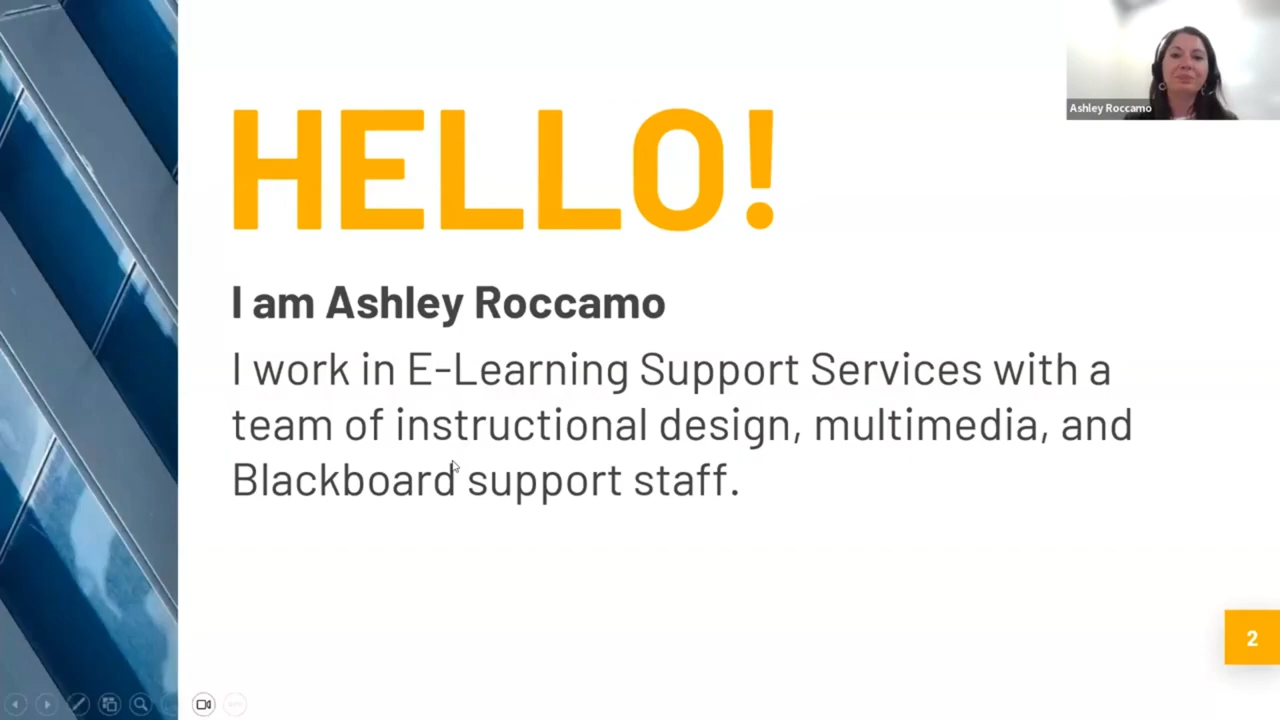 Ashley Roccamo
HELLO!
I am Ashley Roccamo
I work in E-Learning Support Services with a
team of instructional design, multimedia, and
Blackboard support staff.
2